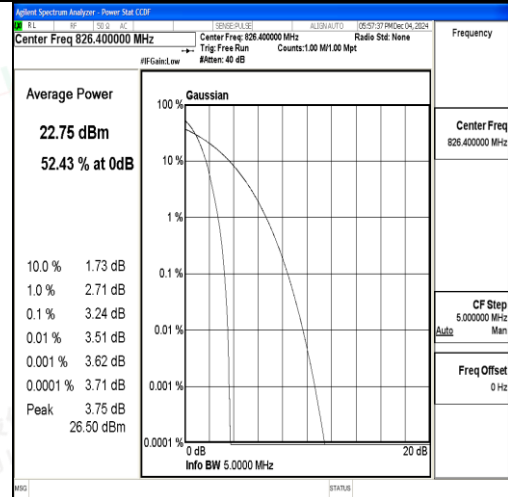 Agilent Spectrum Analyzer - Power Stat CCDF
RL RF 50 Ω AC SENSE:PULSE ALIGN AUTO 05:57:37 PM Dec 04, 2024
Center Freq 826.400000 MHz
Center Freq: 826.400000 MHz Radio Std: None
Trig: Free Run Counts:1.00 M/1.00 Mpt
#IFGain:Low #Atten: 40 dB
Frequency
Average Power
22.75 dBm
52.43 % at 0dB
10.0 % 1.73 dB
1.0 % 2.71 dB
0.1 % 3.24 dB
0.01 % 3.51 dB
0.001 % 3.62 dB
0.0001 % 3.71 dB
Peak 3.75 dB
26.50 dBm
Gaussian
100 %
10 %
1 %
0.1 %
0.01 %
0.001 %
0.0001 %
0 dB 20 dB
Info BW 5.0000 MHz
Center Freq
826.400000 MHz
CF Step
5.000000 MHz
Auto Man
Freq Offset
0 Hz
MSG STATUS